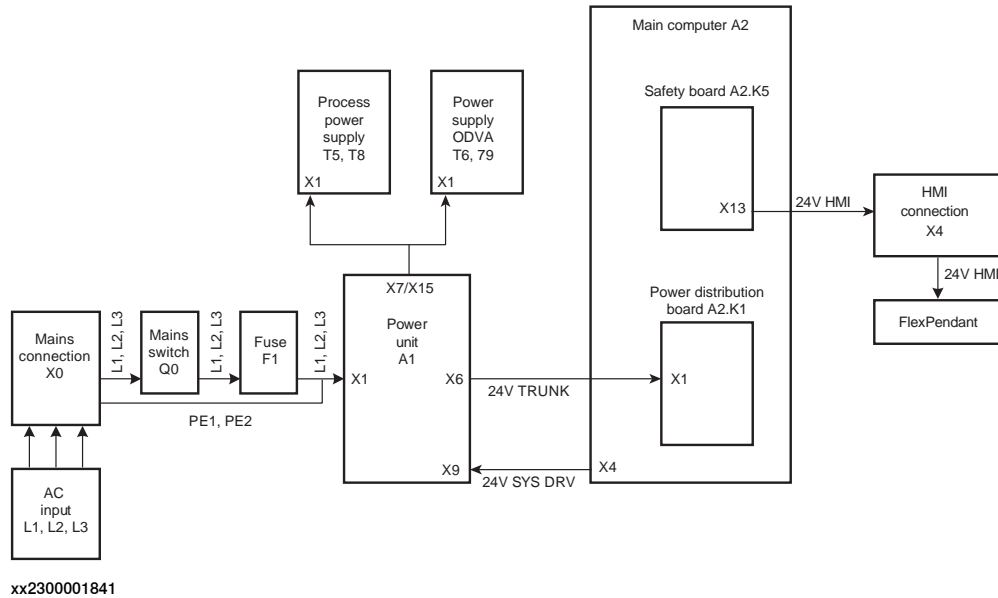 Main computer A2
Process
power
supply
T5, T8
X1
Power
supply
ODVA
T6, 79
X1
Safety board A2.K5
X13
24V HMI
HMI
connection
X4
24V HMI
FlexPendant
X7/X15
Power
unit
A1
X1
X6
X9
Power distribution
board A2.K1
X1
24V TRUNK
X4
24V SYS DRV
Mains
connection
X0
L1, L2, L3
Mains
switch
Q0
L1, L2, L3
Fuse
F1
L1, L2, L3
PE1, PE2
AC
input
L1, L2, L3
xx2300001841